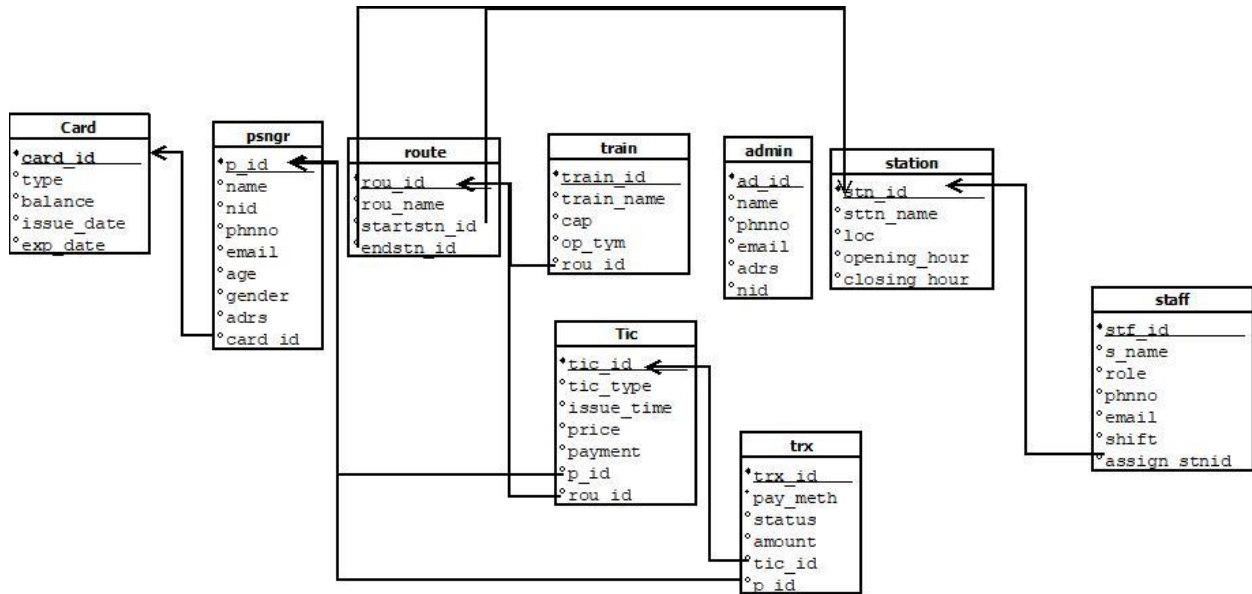 Card
card_id
type
balance
issue_date
exp_date
psngr
p_id
name
nid
phnno
email
age
gender
adrs
card_id
route
rou_id
rou_name
startstn_id
endstn_id
train
train_id
train_name
cap
op_tym
rou_id
admin
ad_id
name
phnno
email
adrs
nid
station
stn_id
sttn_name
loc
opening_hour
closing_hour
staff
stf_id
s_name
role
phnno
email
shift
assign_stnid
Tic
tic_id
tic_type
issue_time
price
payment
p_id
rou_id
trx
trx_id
pay_meth
status
amount
tic_id
p_id